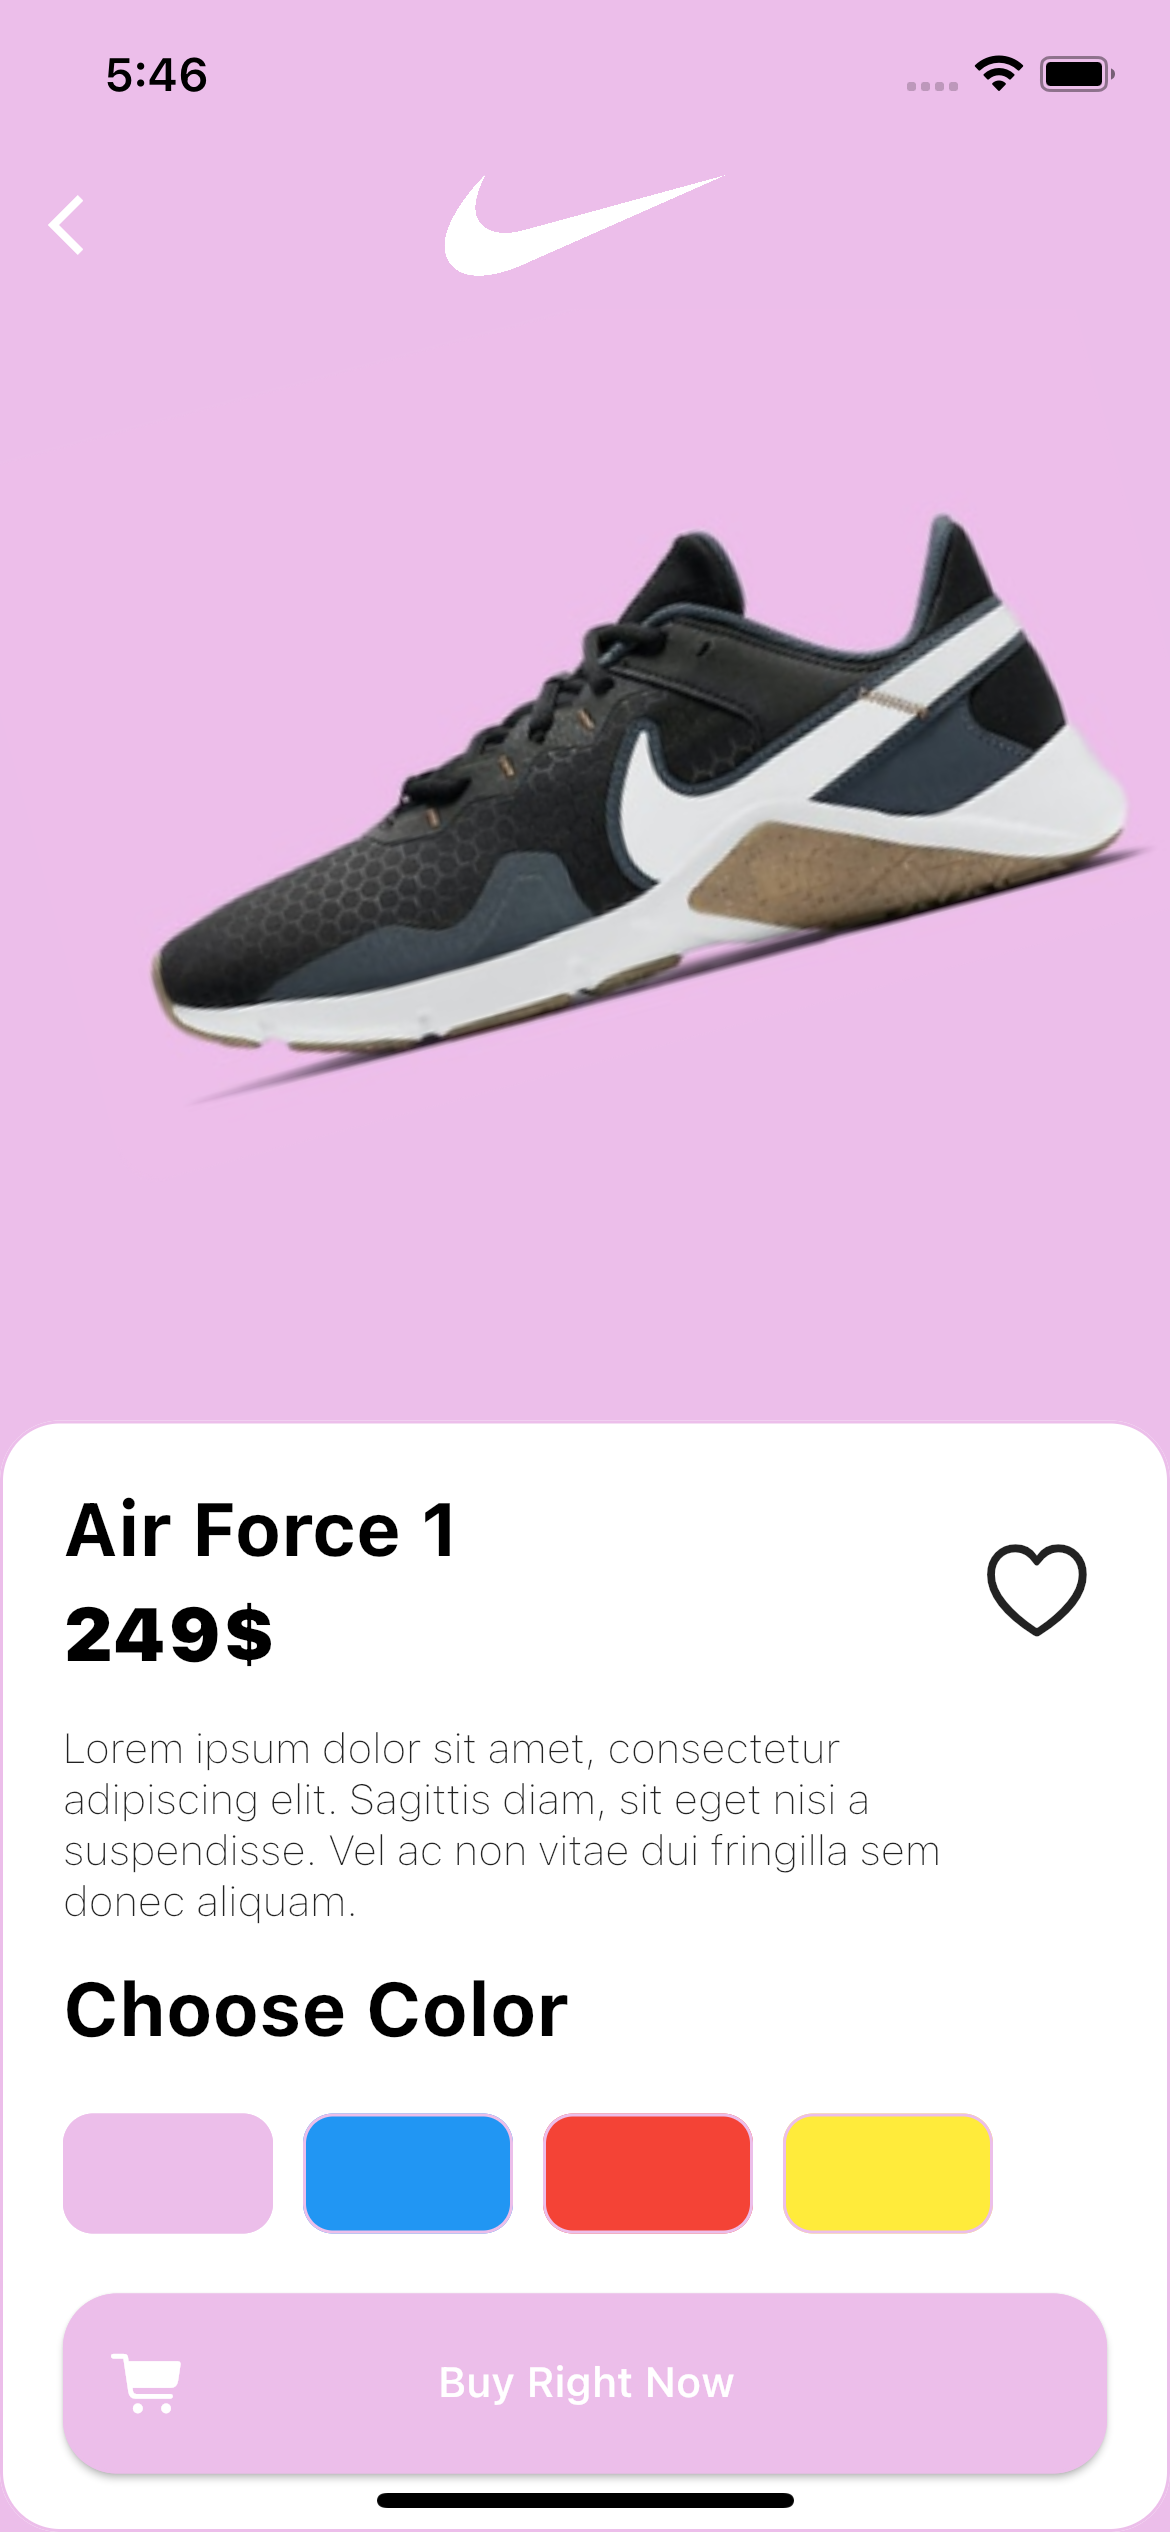 5:46
Air Force 1
249$
Lorem ipsum dolor sit amet, consectetur
adipiscing elit. Sagittis diam, sit eget nisi a
suspendisse. Vel ac non vitae dui fringilla sem
donec aliquam.
Choose Color
Buy Right Now